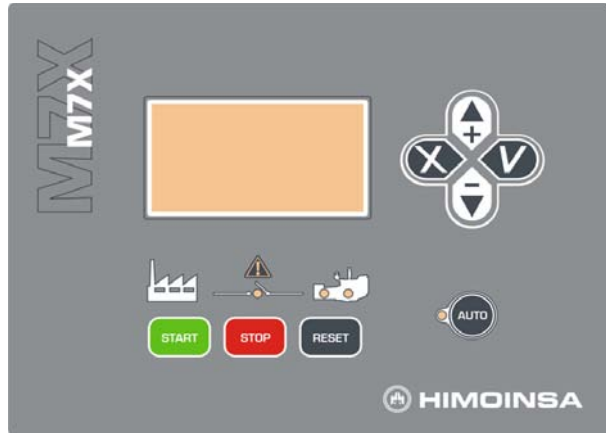 M7X
M7X
+
X
V
−
START
STOP
RESET
AUTO
HIMOINSA